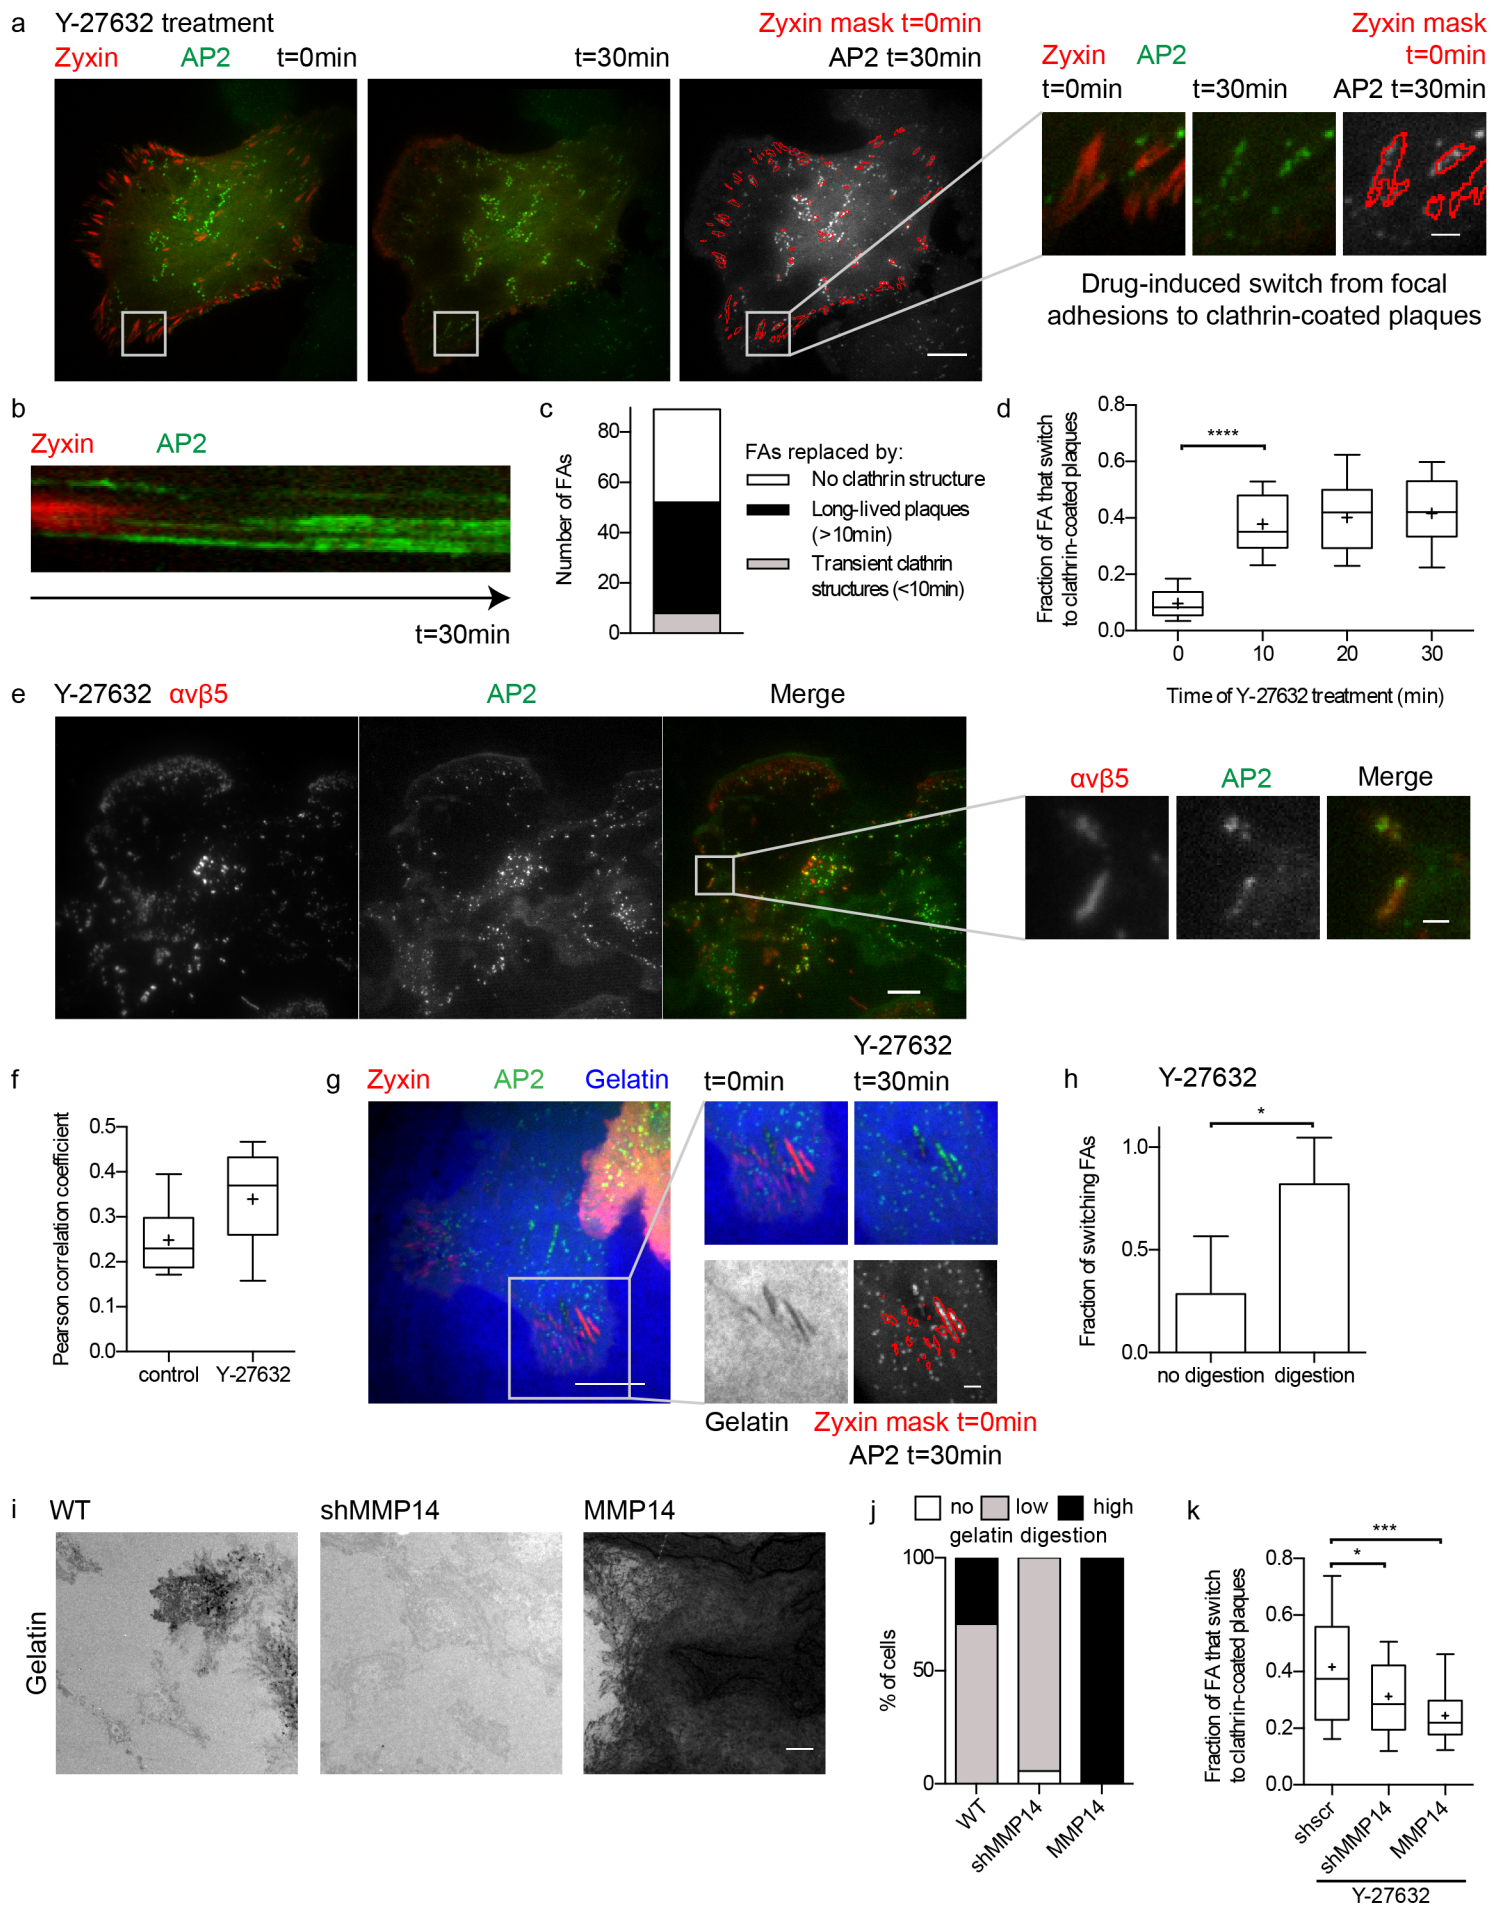 a
Y-27632 treatment
Zyxin AP2 t=0min
t=30min
Zyxin mask t=0min
AP2 t=30min
Zyxin AP2
t=0min t=30min
Zyxin mask
t=0min
AP2 t=30min
Drug-induced switch from focal
adhesions to clathrin-coated plaques
b
Zyxin AP2
t=30min
c
Number of FAs
80
60
40
20
0
FAs replaced by:
No clathrin structure
Long-lived plaques
(>10min)
Transient clathrin
structures (<10min)
d
Fraction of FA that switch
to clathrin-coated plaques
0.8
0.6
0.4
0.2
0.0
****
0 10 20 30
Time of Y-27632 treatment (min)
e
Y-27632 αvβ5 AP2 Merge
αvβ5 AP2 Merge
f
Pearson correlation coefficient
0.5
0.4
0.3
0.2
0.1
0.0
control Y-27632
g
Zyxin AP2 Gelatin
Y-27632
t=0min t=30min
Gelatin Zyxin mask t=0min
AP2 t=30min
h
Y-27632
Fraction of switching FAs
1.0
0.5
0.0
*
no digestion digestion
i
WT shMMP14 MMP14
Gelatin
j
no low high
gelatin digestion
% of cells
100
50
0
WT shMMP14 MMP14
k
Fraction of FA that switch
to clathrin-coated plaques
0.8
0.6
0.4
0.2
0.0
***
*
shscr shMMP14 MMP14
Y-27632